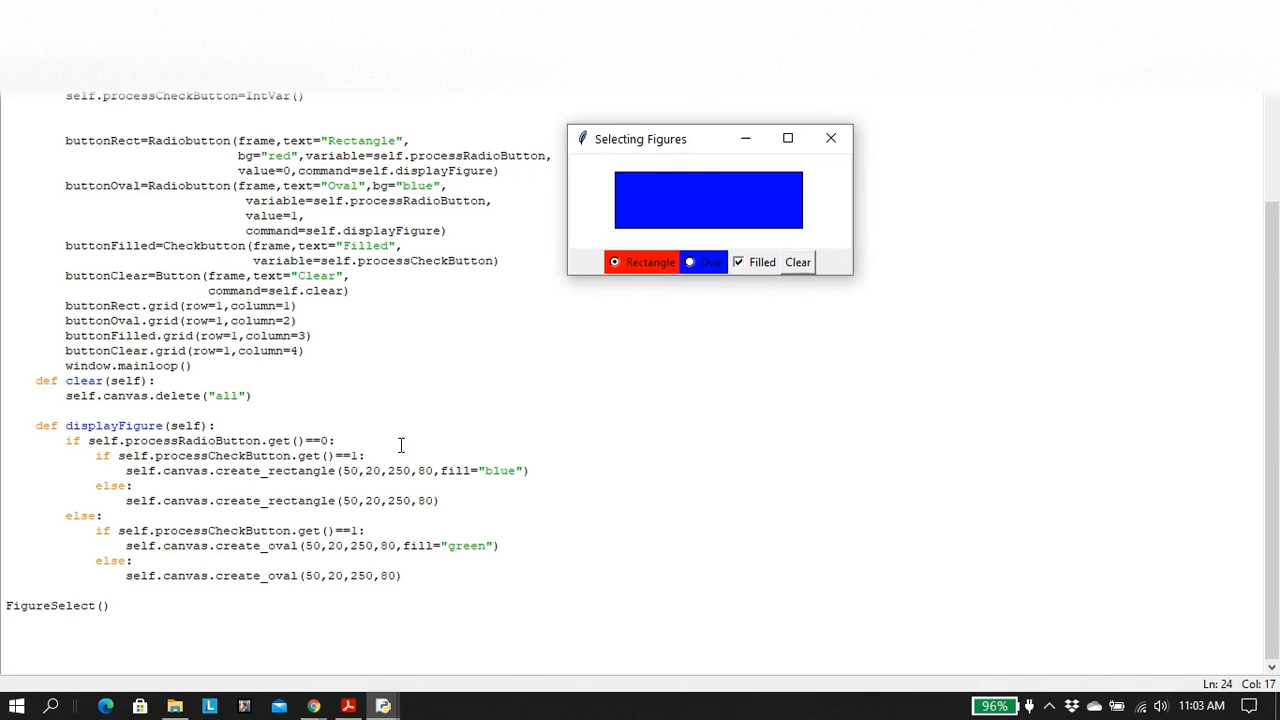 self.processCheckButton=IntVar()
buttonRect=Radiobutton(frame,text="Rectangle",
bg="red",variable=self.processRadioButton,
value=0,command=self.displayFigure)
buttonOval=Radiobutton(frame,text="Oval",bg="blue",
variable=self.processRadioButton,
value=1,
command=self.displayFigure)
buttonFilled=Checkbutton(frame,text="Filled",
variable=self.processCheckButton)
buttonClear=Button(frame,text="Clear",
command=self.clear)
buttonRect.grid(row=1,column=1)
buttonOval.grid(row=1,column=2)
buttonFilled.grid(row=1,column=3)
buttonClear.grid(row=1,column=4)
window.mainloop()
def clear(self):
self.canvas.delete("all")
def displayFigure(self):
if self.processRadioButton.get()==0:
if self.processCheckButton.get()==1:
self.canvas.create_rectangle(50,20,250,80,fill="blue")
else:
self.canvas.create_rectangle(50,20,250,80)
else:
if self.processCheckButton.get()==1:
self.canvas.create_oval(50,20,250,80,fill="green")
else:
self.canvas.create_oval(50,20,250,80)
FigureSelect()
Selecting Figures
Rectangle Oval Filled Clear
Ln: 24 Col: 17
96% 11:03 AM